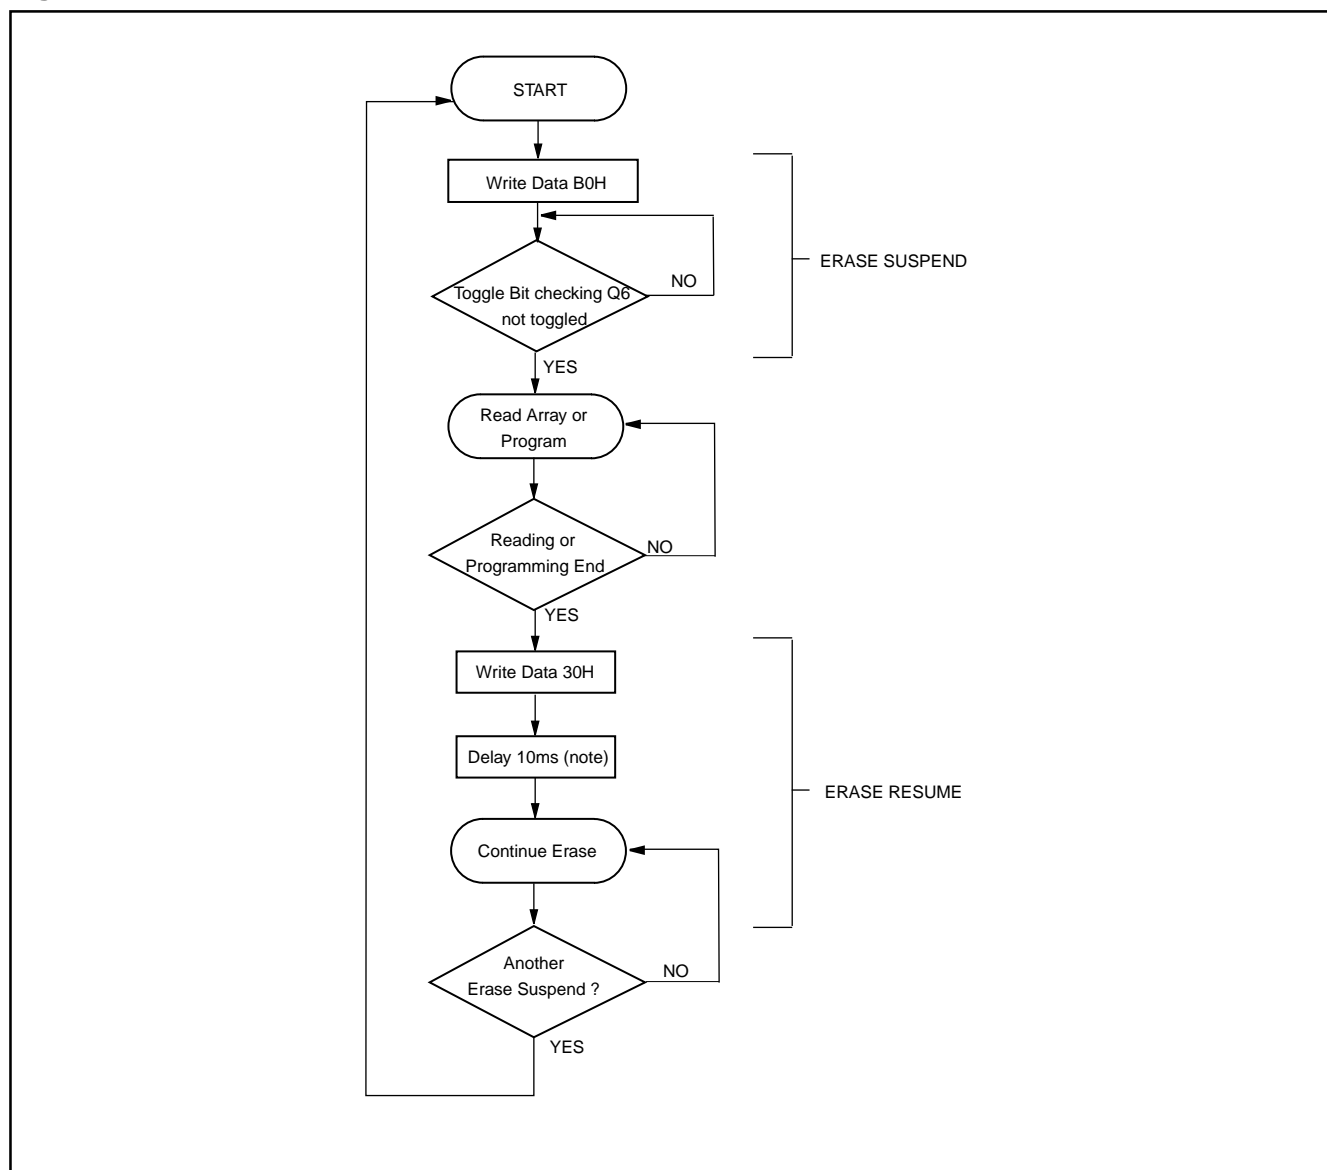 START
Write Data B0H
ERASE SUSPEND
NO
Toggle Bit checking Q6
not toggled
YES
Read Array or
Program
Reading or
NO
Programming End
YES
Write Data 30H
Delay 10ms (note)
ERASE RESUME
Continue Erase
Another
NO
Erase Suspend ?
YES